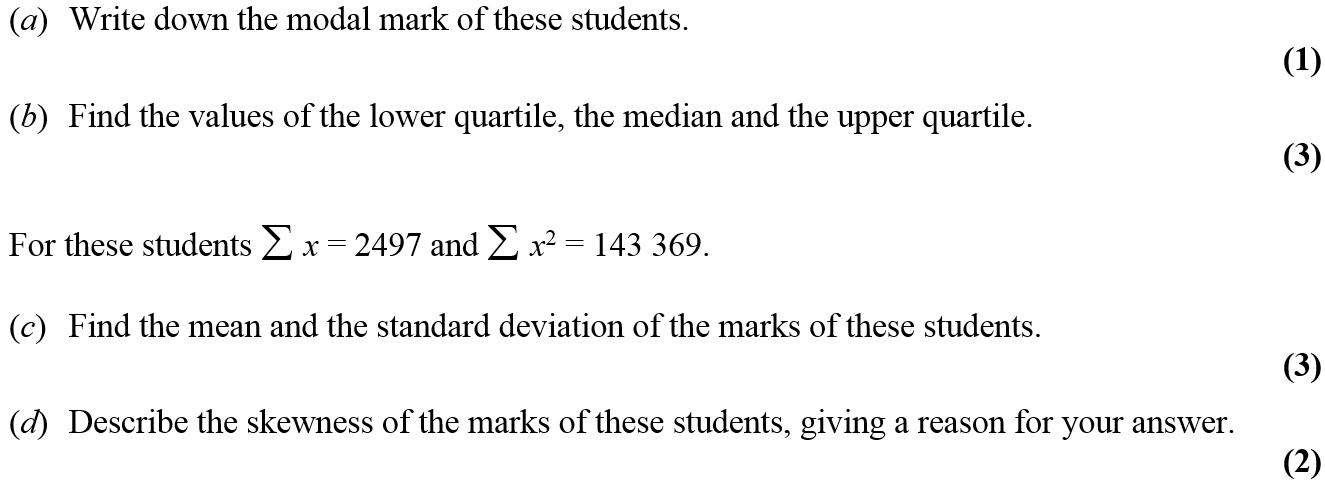 (a) Write down the modal mark of these students.
(1)
(b) Find the values of the lower quartile, the median and the upper quartile.
(3)
For these students ∑ x = 2497 and ∑ x² = 143 369.
(c) Find the mean and the standard deviation of the marks of these students.
(3)
(d) Describe the skewness of the marks of these students, giving a reason for your answer.
(2)